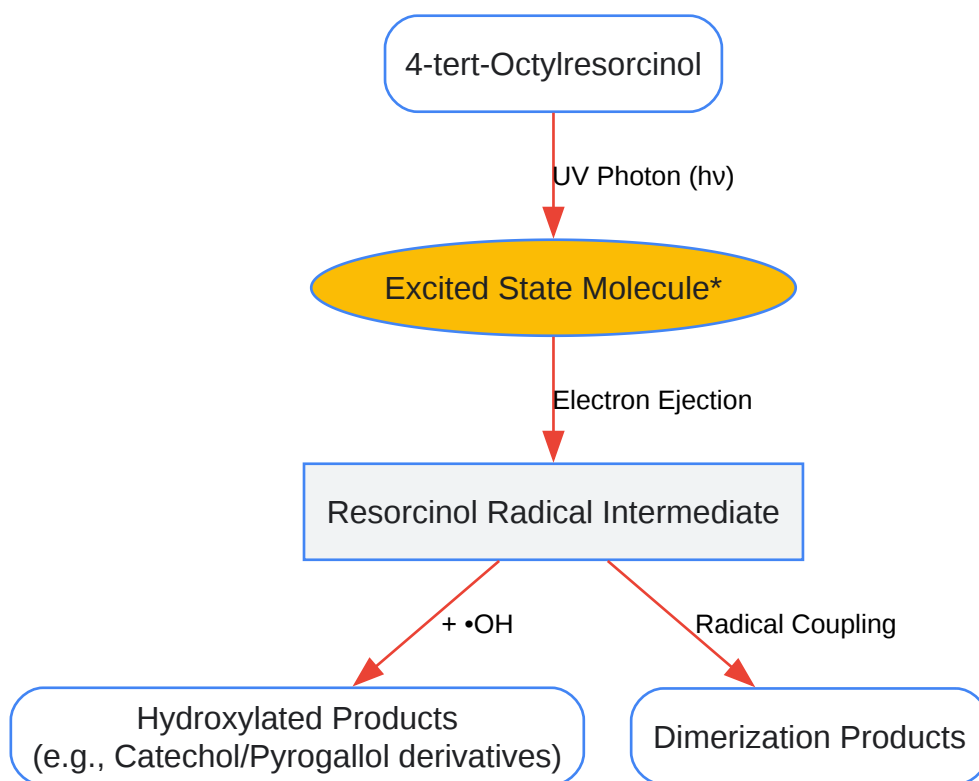 4-tert-Octylresorcinol
UV Photon (hν)
Excited State Molecule*
Electron Ejection
Resorcinol Radical Intermediate
+ •OH
Radical Coupling
Hydroxylated Products
(e.g., Catechol/Pyrogallol derivatives)
Dimerization Products